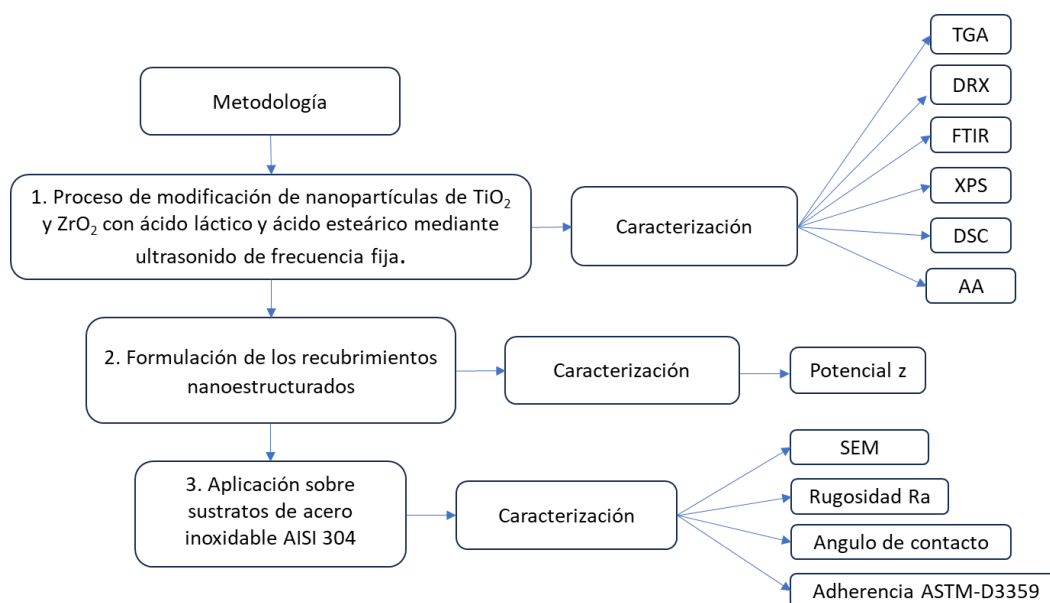 Metodología
1. Proceso de modificación de nanopartículas de TiO₂
y ZrO₂ con ácido láctico y ácido esteárico mediante
ultrasonido de frecuencia fija.
Caracterización
TGA
DRX
FTIR
XPS
DSC
AA
2. Formulación de los recubrimientos
nanoestructurados
Caracterización
Potencial z
3. Aplicación sobre
sustratos de acero
inoxidable AISI 304
Caracterización
SEM
Rugosidad Ra
Angulo de contacto
Adherencia ASTM-D3359